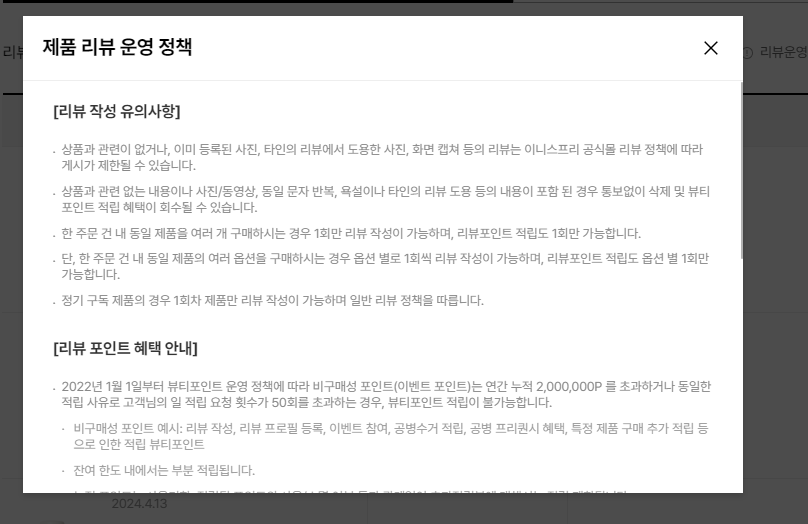 제품 리뷰 운영 정책
리뷰
리뷰운영
[리뷰 작성 유의사항]
· 상품과 관련이 없거나, 이미 등록된 사진, 타인의 리뷰에서 도용한 사진, 화면 캡쳐 등의 리뷰는 이니스프리 공식몰 리뷰 정책에 따라
게시가 제한될 수 있습니다.
· 상품과 관련 없는 내용이나 사진/동영상, 동일 문자 반복, 욕설이나 타인의 리뷰 도용 등의 내용이 포함 된 경우 통보없이 삭제 및 뷰티
포인트 적립 혜택이 회수될 수 있습니다.
· 한 주문 건 내 동일 제품을 여러 개 구매하시는 경우 1회만 리뷰 작성이 가능하며, 리뷰포인트 적립도 1회만 가능합니다.
· 단, 한 주문 건 내 동일 제품의 여러 옵션을 구매하시는 경우 옵션 별로 1회씩 리뷰 작성이 가능하며, 리뷰포인트 적립도 옵션 별 1회만
가능합니다.
· 정기 구독 제품의 경우 1회차 제품만 리뷰 작성이 가능하며 일반 리뷰 정책을 따릅니다.
[리뷰 포인트 혜택 안내]
· 2022년 1월 1일부터 뷰티포인트 운영 정책에 따라 비구매성 포인트(이벤트 포인트)는 연간 누적 2,000,000P 를 초과하거나 동일한
적립 사유로 고객님의 일 적립 요청 횟수가 50회를 초과하는 경우, 뷰티포인트 적립이 불가능합니다.
· 비구매성 포인트 예시: 리뷰 작성, 리뷰 프로필 등록, 이벤트 참여, 공병수거 적립, 공병 프리퀀시 혜택, 특정 제품 구매 추가 적립 등
으로 인한 적립 뷰티포인트
· 잔여 한도 내에서는 부분 적립됩니다.
2024.4.13